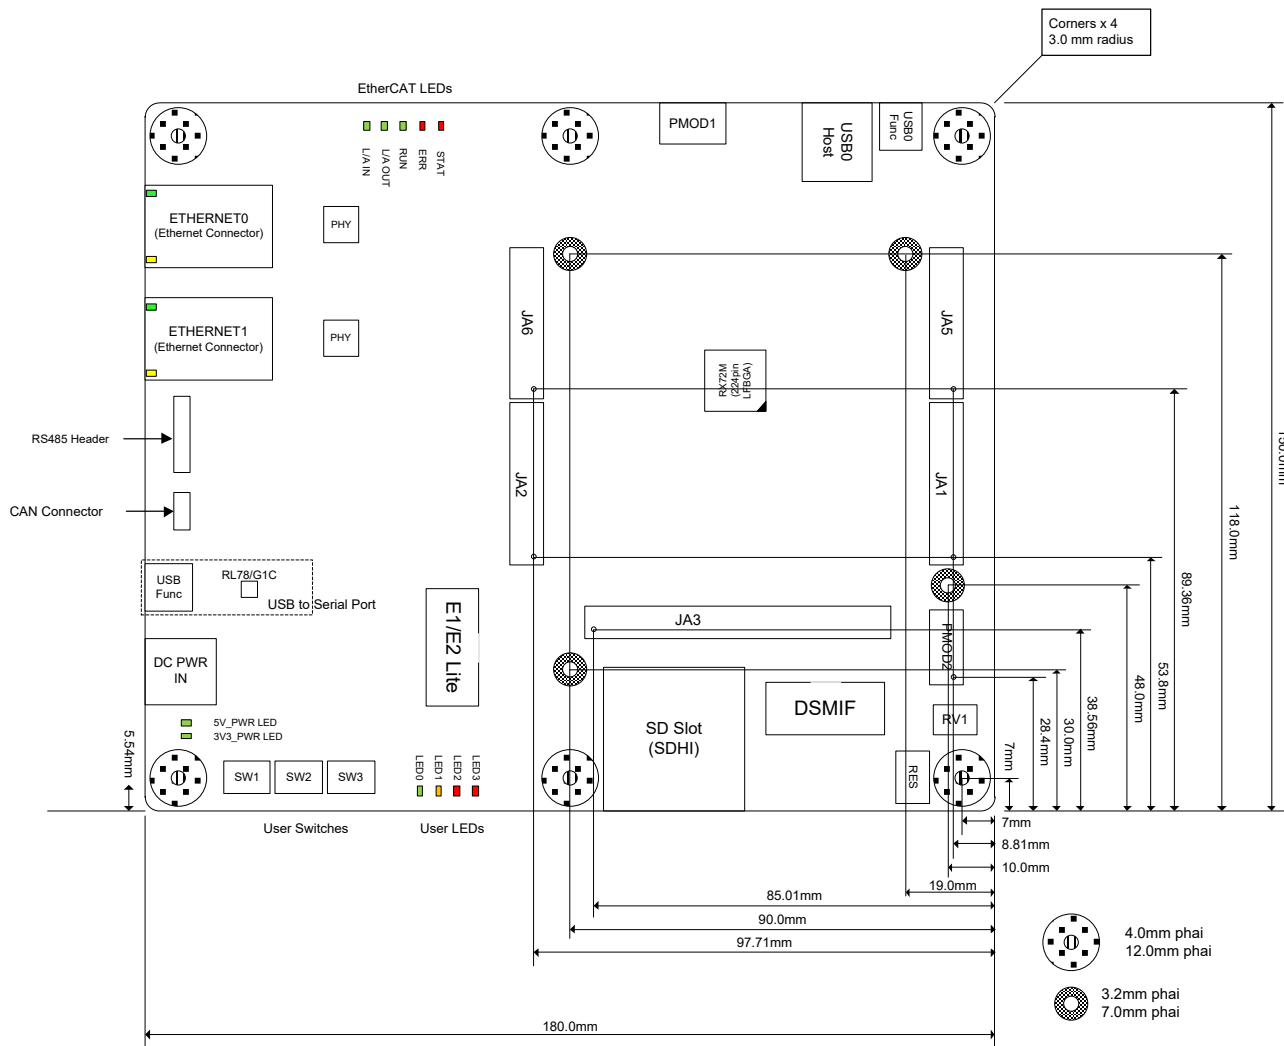 Corners x 4
3.0 mm radius
EtherCAT LEDs
L/A IN
L/A OUT
RUN
ERR
STAT
PMOD1
USB0
Host
USB0
Func
ETHERNET0
(Ethernet Connector)
PHY
ETHERNET1
(Ethernet Connector)
PHY
JA6
JA5
RX72M
(224pin
LFBGA)
RS485 Header
JA2
JA1
CAN Connector
118.0mm
89.36mm
USB
Func
RL78/G1C
USB to Serial Port
E1/E2 Lite
JA3
PMOD2
DC PWR
IN
DSMIF
SD Slot
(SDHI)
RV1
53.8mm
48.0mm
38.56mm
30.0mm
28.4mm
7mm
5V_PWR LED
3V3_PWR LED
5.54mm
SW1
SW2
SW3
LED0
LED1
LED2
LED3
RES
User Switches
User LEDs
7mm
8.81mm
10.0mm
19.0mm
85.01mm
90.0mm
97.71mm
4.0mm phai
12.0mm phai
3.2mm phai
7.0mm phai
180.0mm